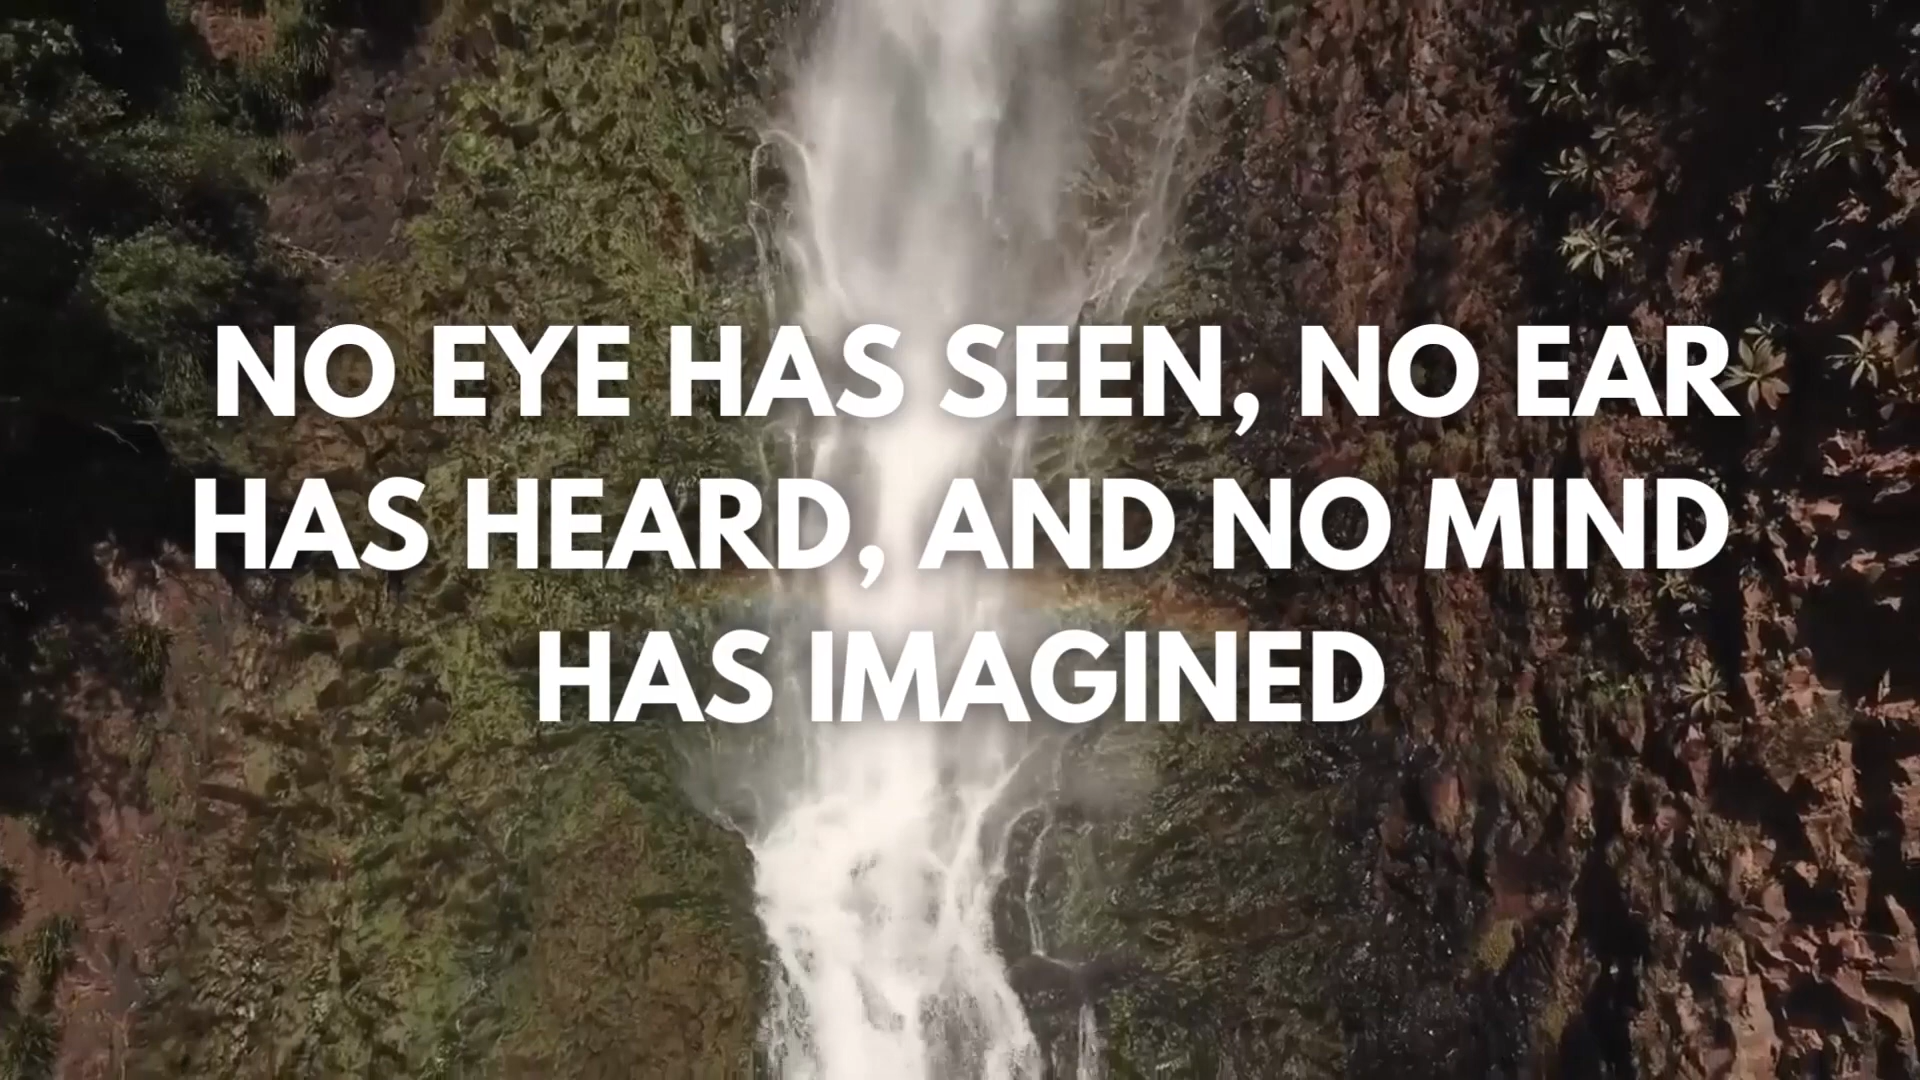 NO EYE HAS SEEN, NO EAR
HAS HEARD, AND NO MIND
HAS IMAGINED